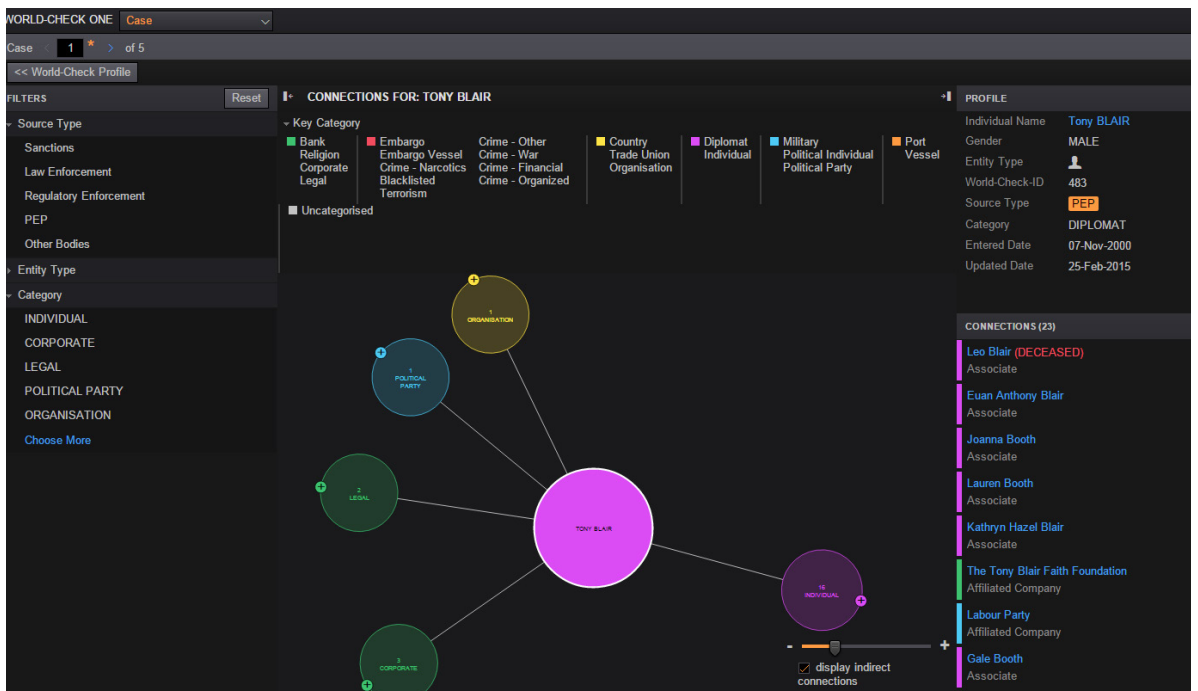 WORLD-CHECK ONE Case
Case < 1 * > of 5
<< World-Check Profile
FILTERS Reset
Source Type
Sanctions
Law Enforcement
Regulatory Enforcement
PEP
Other Bodies
Entity Type
Category
INDIVIDUAL
CORPORATE
LEGAL
POLITICAL PARTY
ORGANISATION
Choose More
CONNECTIONS FOR: TONY BLAIR
Key Category
Bank
Religion
Corporate
Legal
Embargo
Embargo Vessel
Crime - Narcotics
Blacklisted
Terrorism
Crime - Other
Crime - War
Crime - Financial
Crime - Organized
Country
Trade Union
Organisation
Diplomat
Individual
Military
Political Individual
Political Party
Port
Vessel
Uncategorised
1
ORGANISATION
1
POLITICAL
PARTY
2
LEGAL
TONY BLAIR
16
INDIVIDUAL
3
CORPORATE
- +
display indirect
connections
PROFILE
Individual Name Tony BLAIR
Gender MALE
Entity Type
World-Check-ID 483
Source Type PEP
Category DIPLOMAT
Entered Date 07-Nov-2000
Updated Date 25-Feb-2015
CONNECTIONS (23)
Leo Blair (DECEASED)
Associate
Euan Anthony Blair
Associate
Joanna Booth
Associate
Lauren Booth
Associate
Kathryn Hazel Blair
Associate
The Tony Blair Faith Foundation
Affiliated Company
Labour Party
Affiliated Company
Gale Booth
Associate